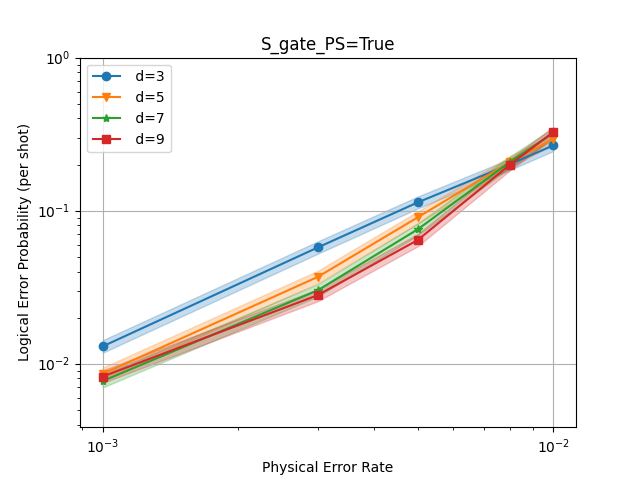 S_gate_PS=True
10⁰
10⁻¹
10⁻²
Logical Error Probability (per shot)
d=3
d=5
d=7
d=9
10⁻³
10⁻²
Physical Error Rate